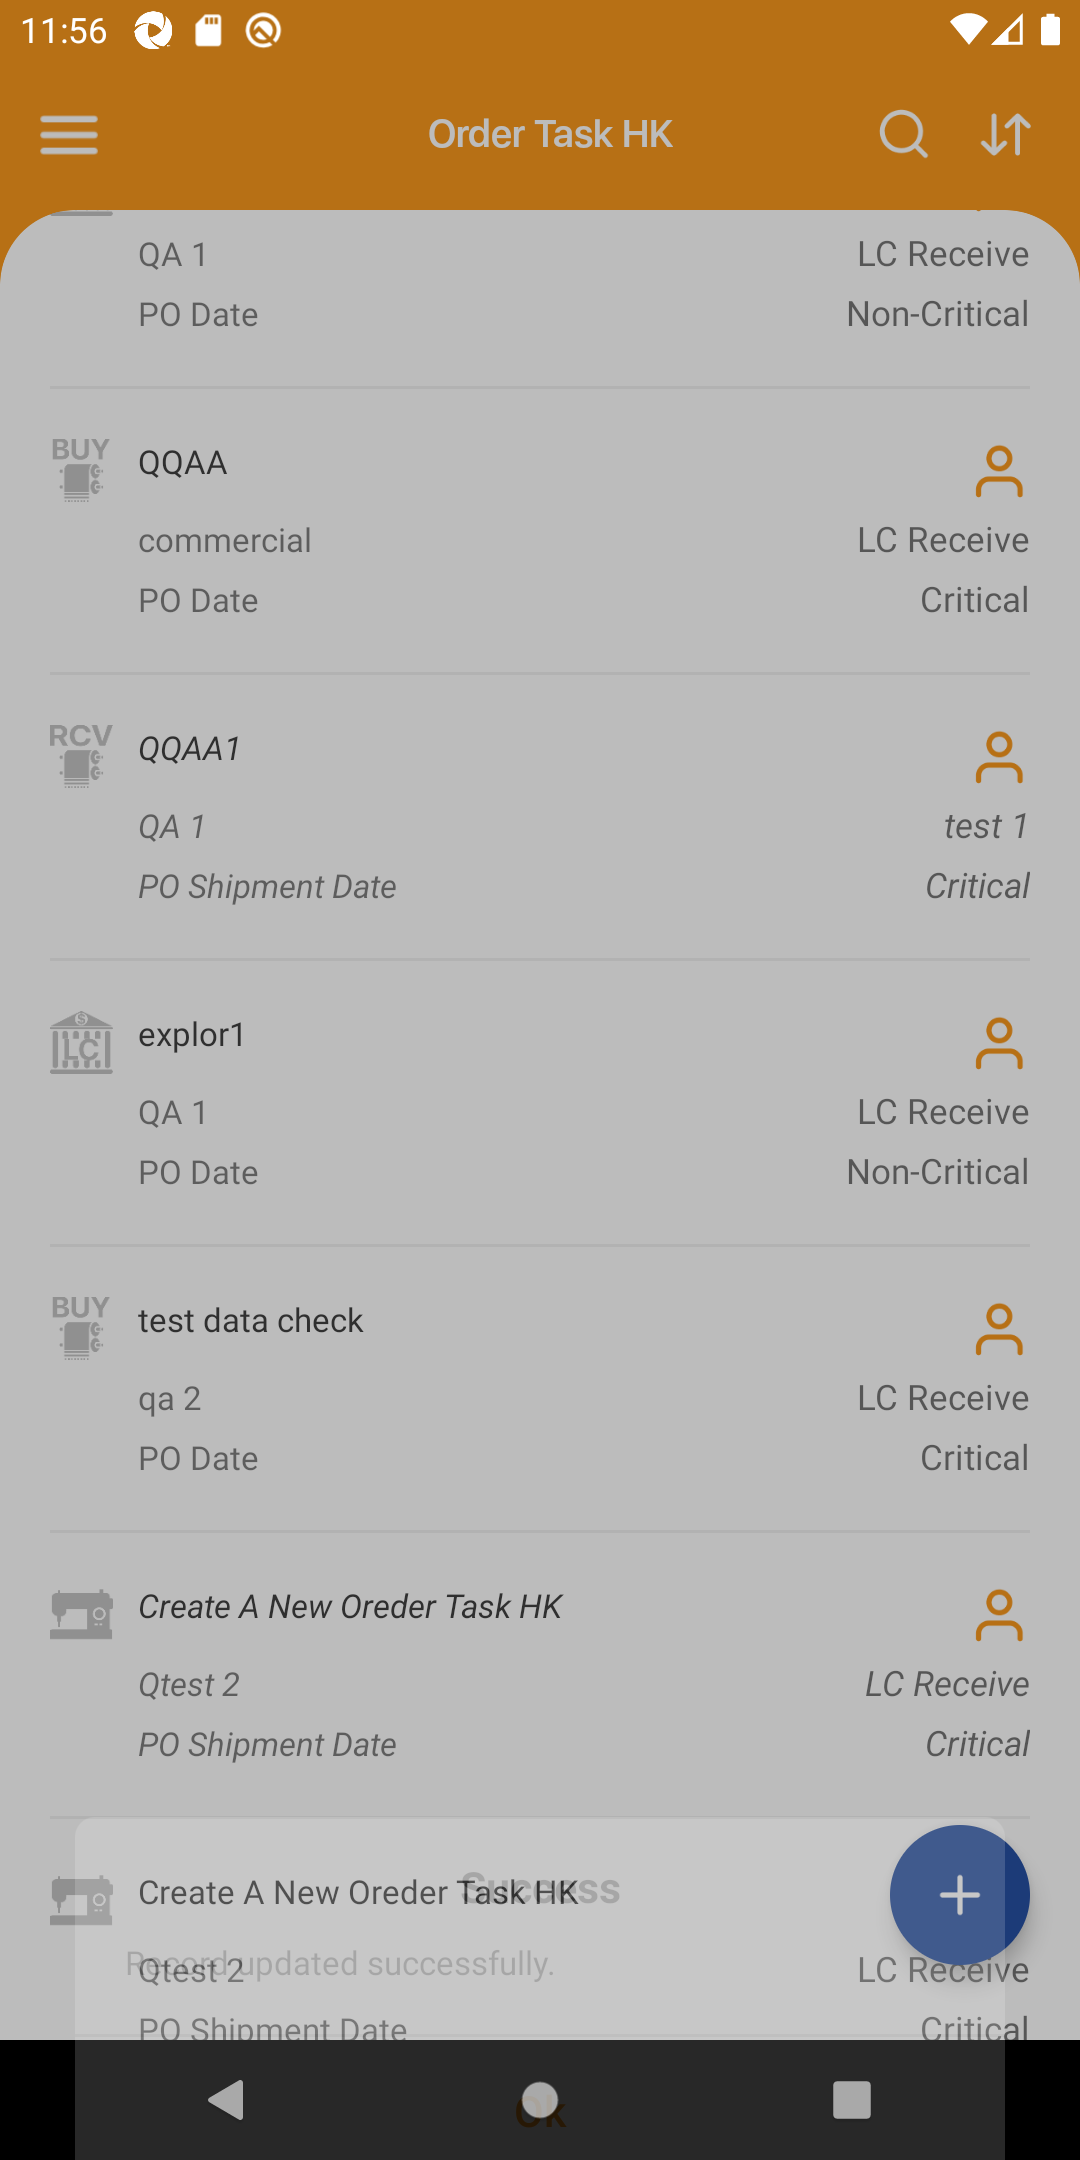 11:56
Order Task HK
QA 1 LC Receive
PO Date Non-Critical
BUY QQAA
commercial LC Receive
PO Date Critical
RCV QQAA1
QA 1 test 1
PO Shipment Date Critical
$ LC explor1
QA 1 LC Receive
PO Date Non-Critical
BUY test data check
qa 2 LC Receive
PO Date Critical
Create A New Oreder Task HK
Qtest 2 LC Receive
PO Shipment Date Critical
Success
Create A New Oreder Task HK
Record updated successfully.
Qtest 2 LC Receive
PO Shipment Date Critical
Ok